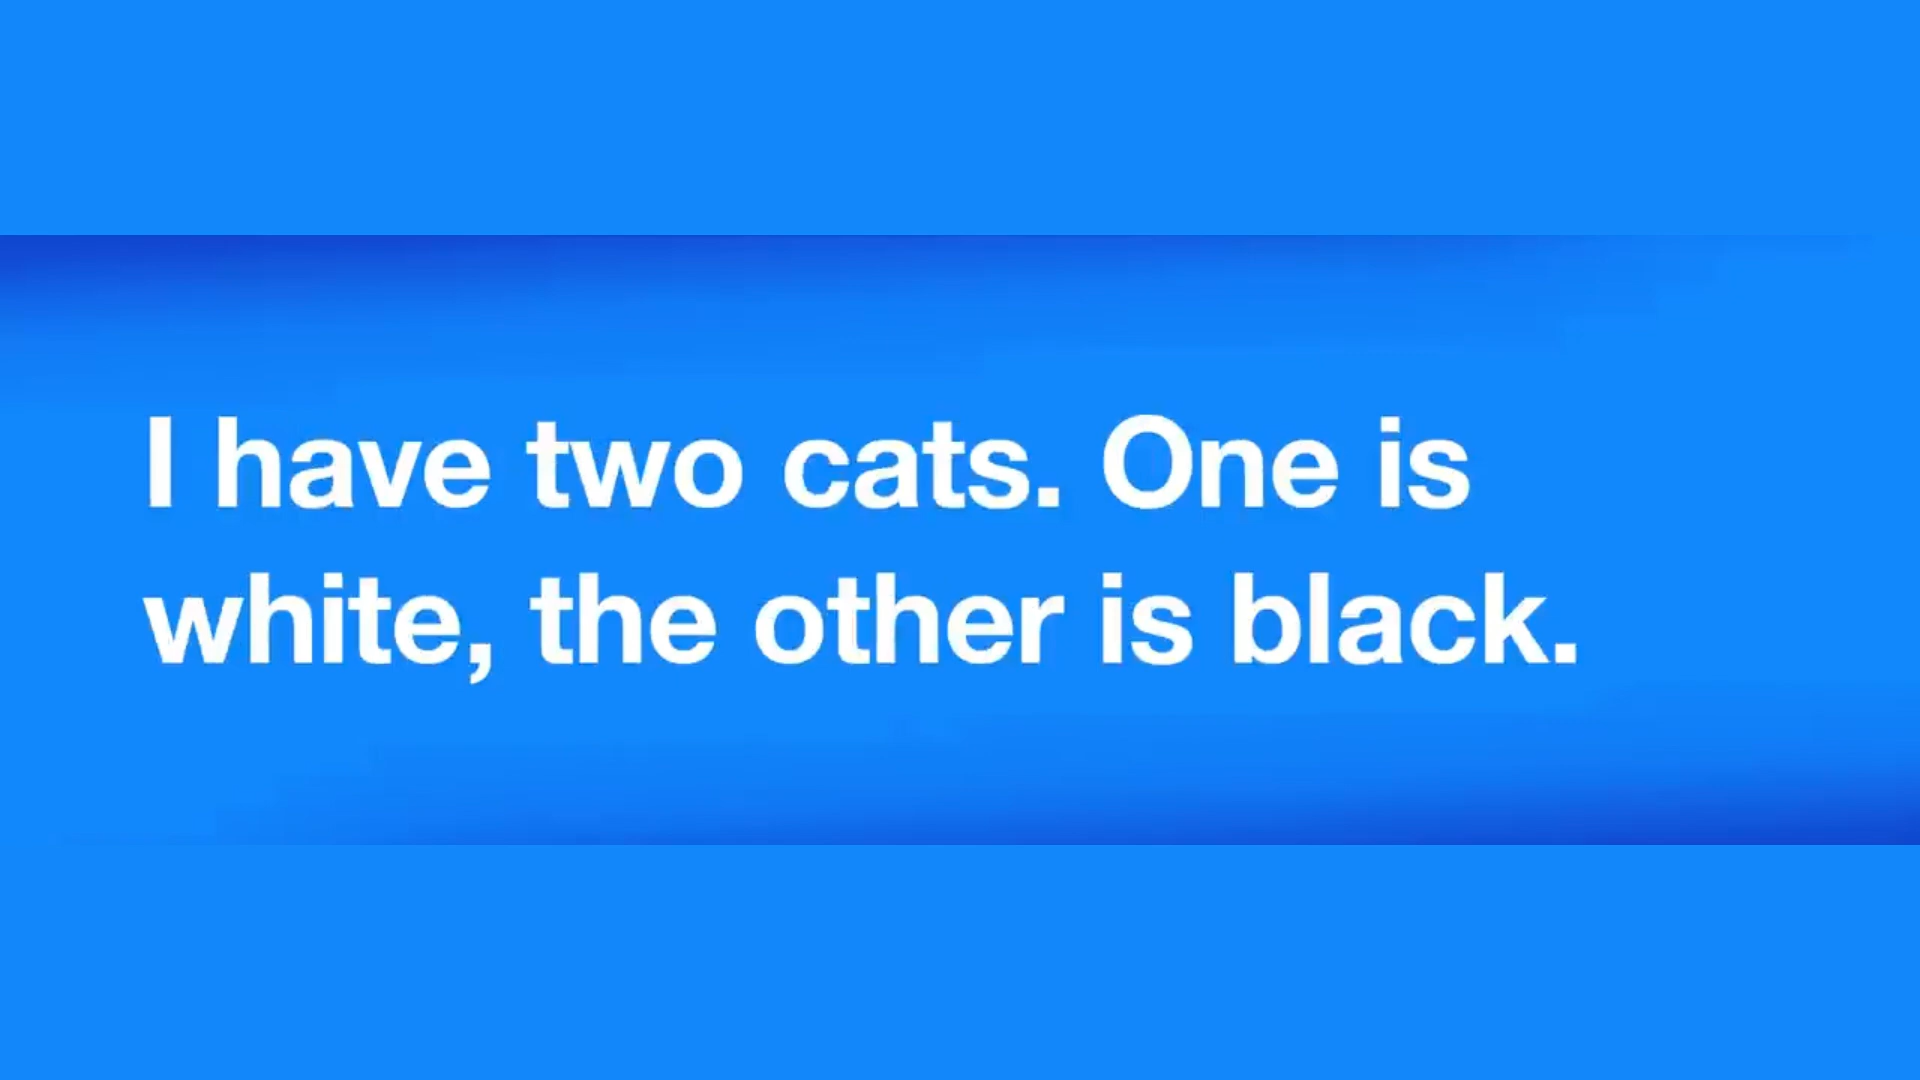 I have two cats. One is
white, the other is black.